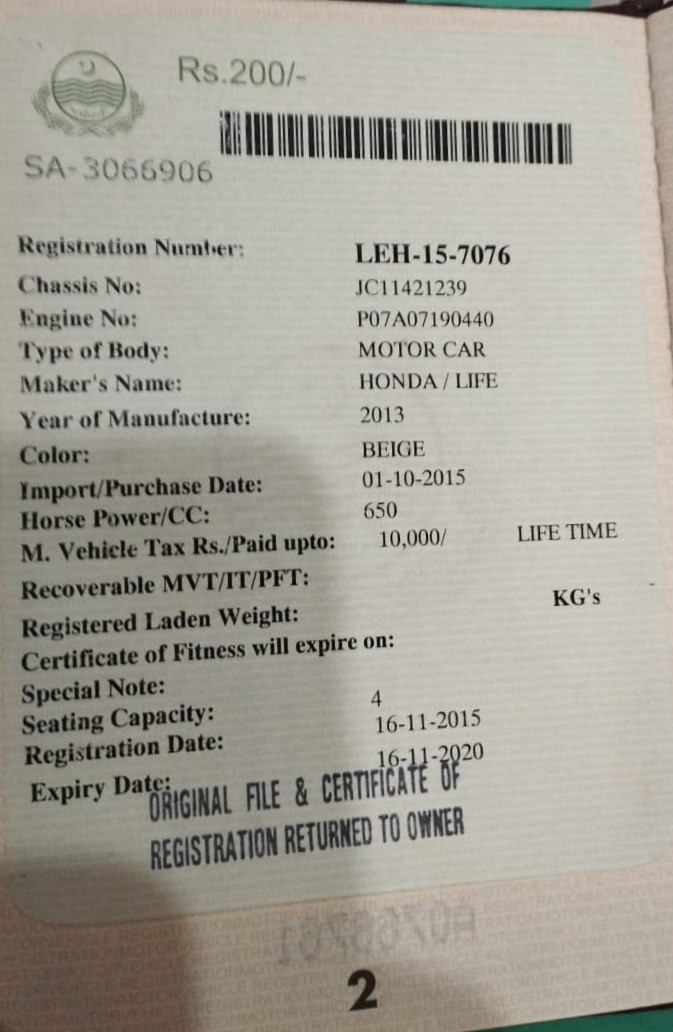 Rs.200/-
SA-3066906
Registration Number: LEH-15-7076
Chassis No: JC11421239
Engine No: P07A07190440
Type of Body: MOTOR CAR
Maker's Name: HONDA / LIFE
Year of Manufacture: 2013
Color: BEIGE
Import/Purchase Date: 01-10-2015
Horse Power/CC: 650
M. Vehicle Tax Rs./Paid upto: 10,000/ LIFE TIME
Recoverable MVT/IT/PFT:
Registered Laden Weight: KG's
Certificate of Fitness will expire on:
Special Note:
Seating Capacity: 4
Registration Date: 16-11-2015
Expiry Date: 16-11-2020
ORIGINAL FILE & CERTIFICATE OF
REGISTRATION RETURNED TO OWNER
2